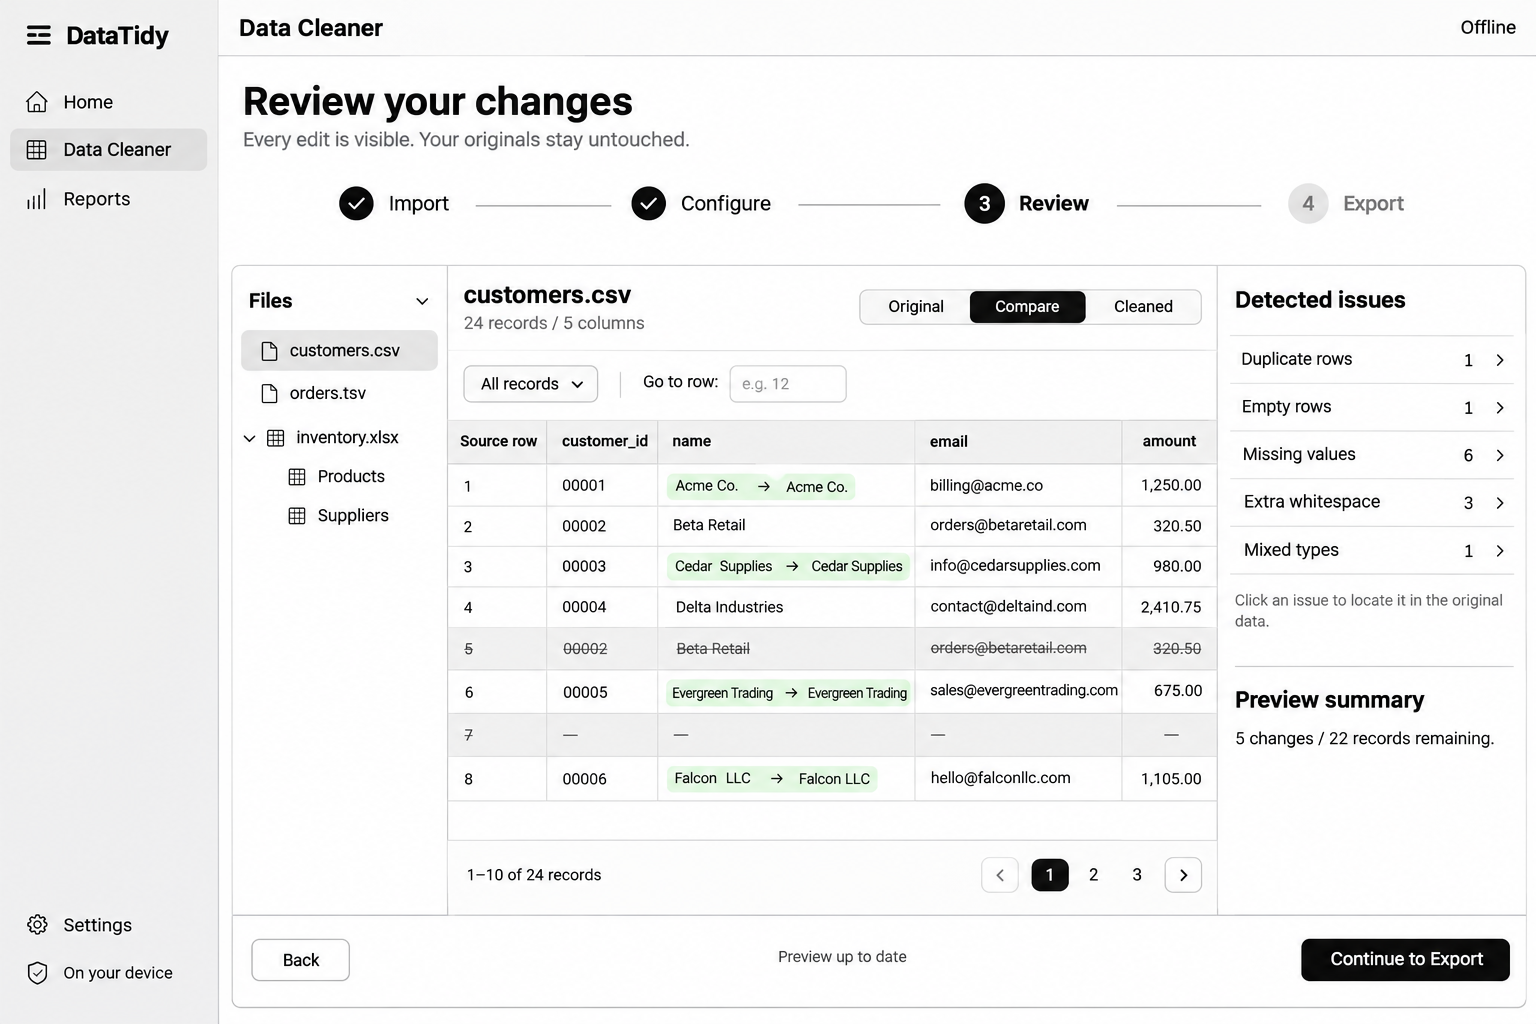 DataTidy
Home
Data Cleaner
Reports
Settings
On your device
Data Cleaner
Offline
Review your changes
Every edit is visible. Your originals stay untouched.
Import
Configure
3 Review
4 Export
Files
customers.csv
orders.tsv
inventory.xlsx
Products
Suppliers
customers.csv
24 records / 5 columns
Original Compare Cleaned
All records Go to row: e.g. 12
Source row customer_id name email amount
1 00001 Acme Co. → Acme Co. billing@acme.co 1,250.00
2 00002 Beta Retail orders@betaretail.com 320.50
3 00003 Cedar  Supplies → Cedar Supplies info@cedarsupplies.com 980.00
4 00004 Delta Industries contact@deltaind.com 2,410.75
5 00002 Beta Retail orders@betaretail.com 320.50
6 00005 Evergreen Trading → Evergreen Trading sales@evergreentrading.com 675.00
7 — — — —
8 00006 Falcon  LLC → Falcon LLC hello@falconllc.com 1,105.00
1–10 of 24 records
1 2 3
Detected issues
Duplicate rows 1
Empty rows 1
Missing values 6
Extra whitespace 3
Mixed types 1
Click an issue to locate it in the original
data.
Preview summary
5 changes / 22 records remaining.
Back
Preview up to date
Continue to Export